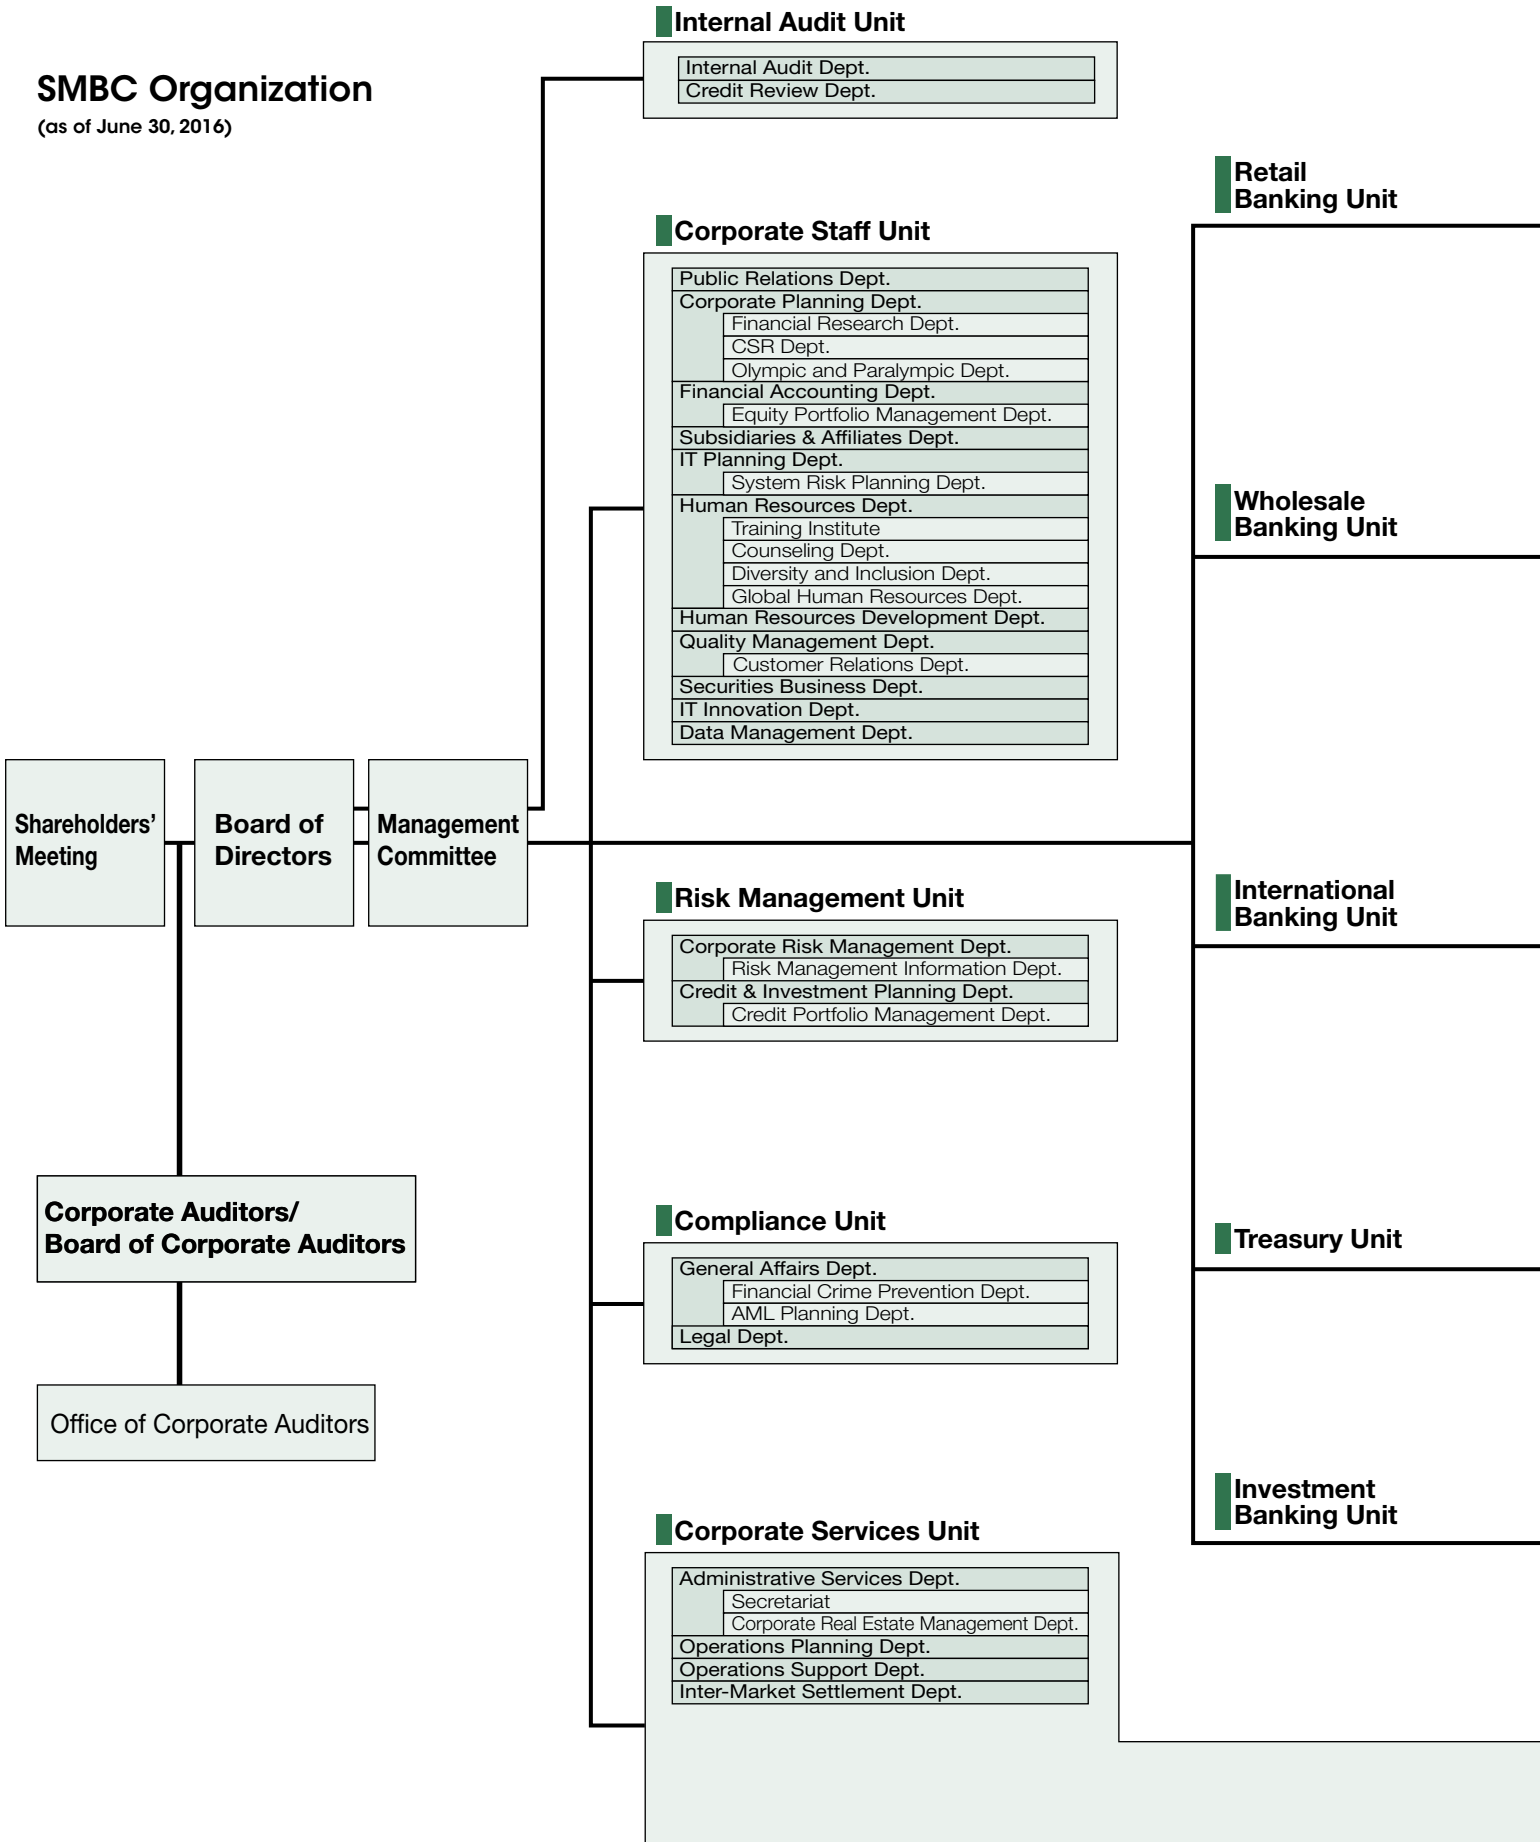 SMBC Organization
(as of June 30, 2016)
Shareholders'
Meeting
Board of
Directors
Management
Committee
Corporate Auditors/
Board of Corporate Auditors
Office of Corporate Auditors
Internal Audit Unit
Internal Audit Dept.
Credit Review Dept.
Corporate Staff Unit
Public Relations Dept.
Corporate Planning Dept.
Financial Research Dept.
CSR Dept.
Olympic and Paralympic Dept.
Financial Accounting Dept.
Equity Portfolio Management Dept.
Subsidiaries & Affiliates Dept.
IT Planning Dept.
System Risk Planning Dept.
Human Resources Dept.
Training Institute
Counseling Dept.
Diversity and Inclusion Dept.
Global Human Resources Dept.
Human Resources Development Dept.
Quality Management Dept.
Customer Relations Dept.
Securities Business Dept.
IT Innovation Dept.
Data Management Dept.
Risk Management Unit
Corporate Risk Management Dept.
Risk Management Information Dept.
Credit & Investment Planning Dept.
Credit Portfolio Management Dept.
Compliance Unit
General Affairs Dept.
Financial Crime Prevention Dept.
AML Planning Dept.
Legal Dept.
Corporate Services Unit
Administrative Services Dept.
Secretariat
Corporate Real Estate Management Dept.
Operations Planning Dept.
Operations Support Dept.
Inter-Market Settlement Dept.
Retail
Banking Unit
Wholesale
Banking Unit
International
Banking Unit
Treasury Unit
Investment
Banking Unit